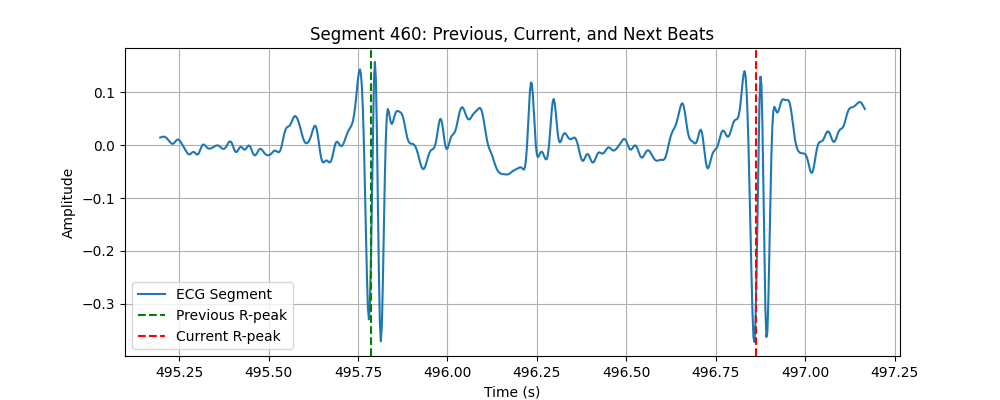 Segment 460: Previous, Current, and Next Beats
Amplitude
0.1
0.0
−0.1
−0.2
−0.3
ECG Segment
Previous R-peak
Current R-peak
495.25 495.50 495.75 496.00 496.25 496.50 496.75 497.00 497.25
Time (s)